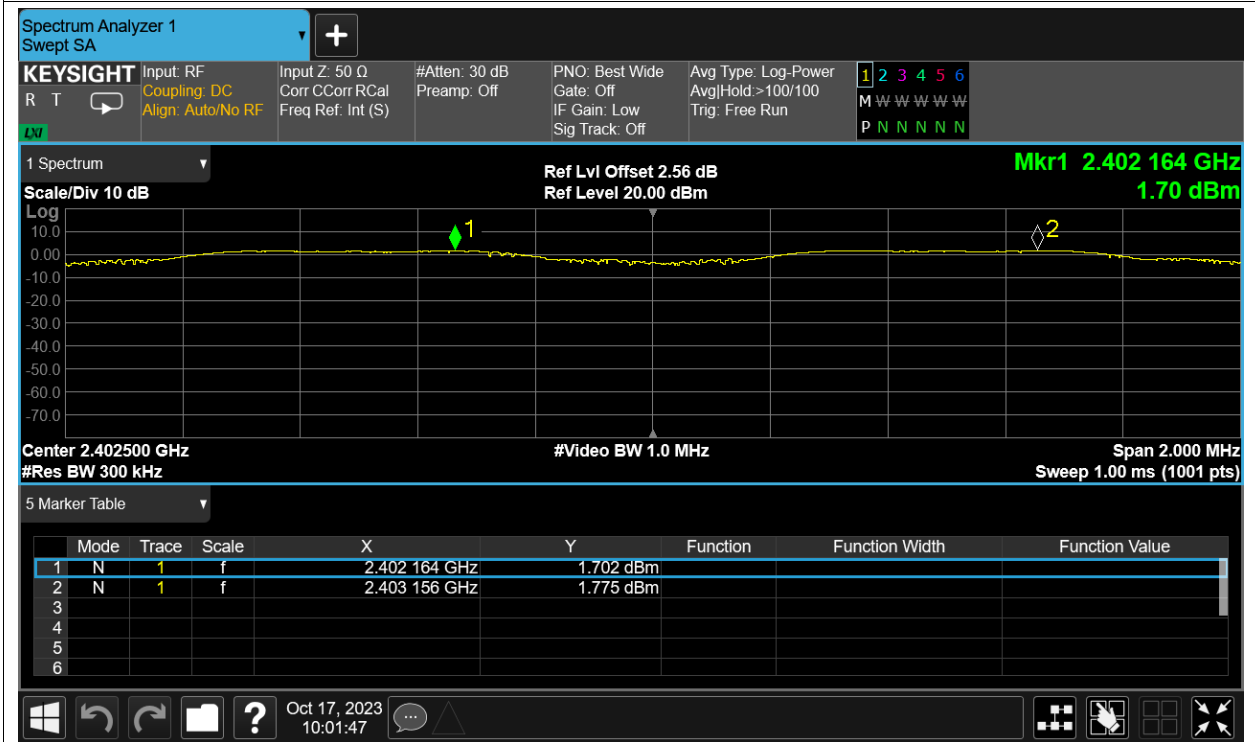 Spectrum Analyzer 1
Swept SA
+
KEYSIGHT
R T
LXI
Input: RF
Coupling: DC
Align: Auto/No RF
Input Z: 50 Ω
Corr CCorr RCal
Freq Ref: Int (S)
#Atten: 30 dB
Preamp: Off
PNO: Best Wide
Gate: Off
IF Gain: Low
Sig Track: Off
Avg Type: Log-Power
Avg|Hold:>100/100
Trig: Free Run
1 2 3 4 5 6
M W W W W W
P N N N N N
1 Spectrum
Scale/Div 10 dB
Ref Lvl Offset 2.56 dB
Ref Level 20.00 dBm
Mkr1 2.402 164 GHz
1.70 dBm
Log
10.0
0.00
-10.0
-20.0
-30.0
-40.0
-50.0
-60.0
-70.0
1
2
Center 2.402500 GHz
#Res BW 300 kHz
#Video BW 1.0 MHz
Span 2.000 MHz
Sweep 1.00 ms (1001 pts)
5 Marker Table
Mode Trace Scale X Y Function Function Width Function Value
1 N 1 f 2.402 164 GHz 1.702 dBm
2 N 1 f 2.403 156 GHz 1.775 dBm
3
4
5
6
?
Oct 17, 2023
10:01:47